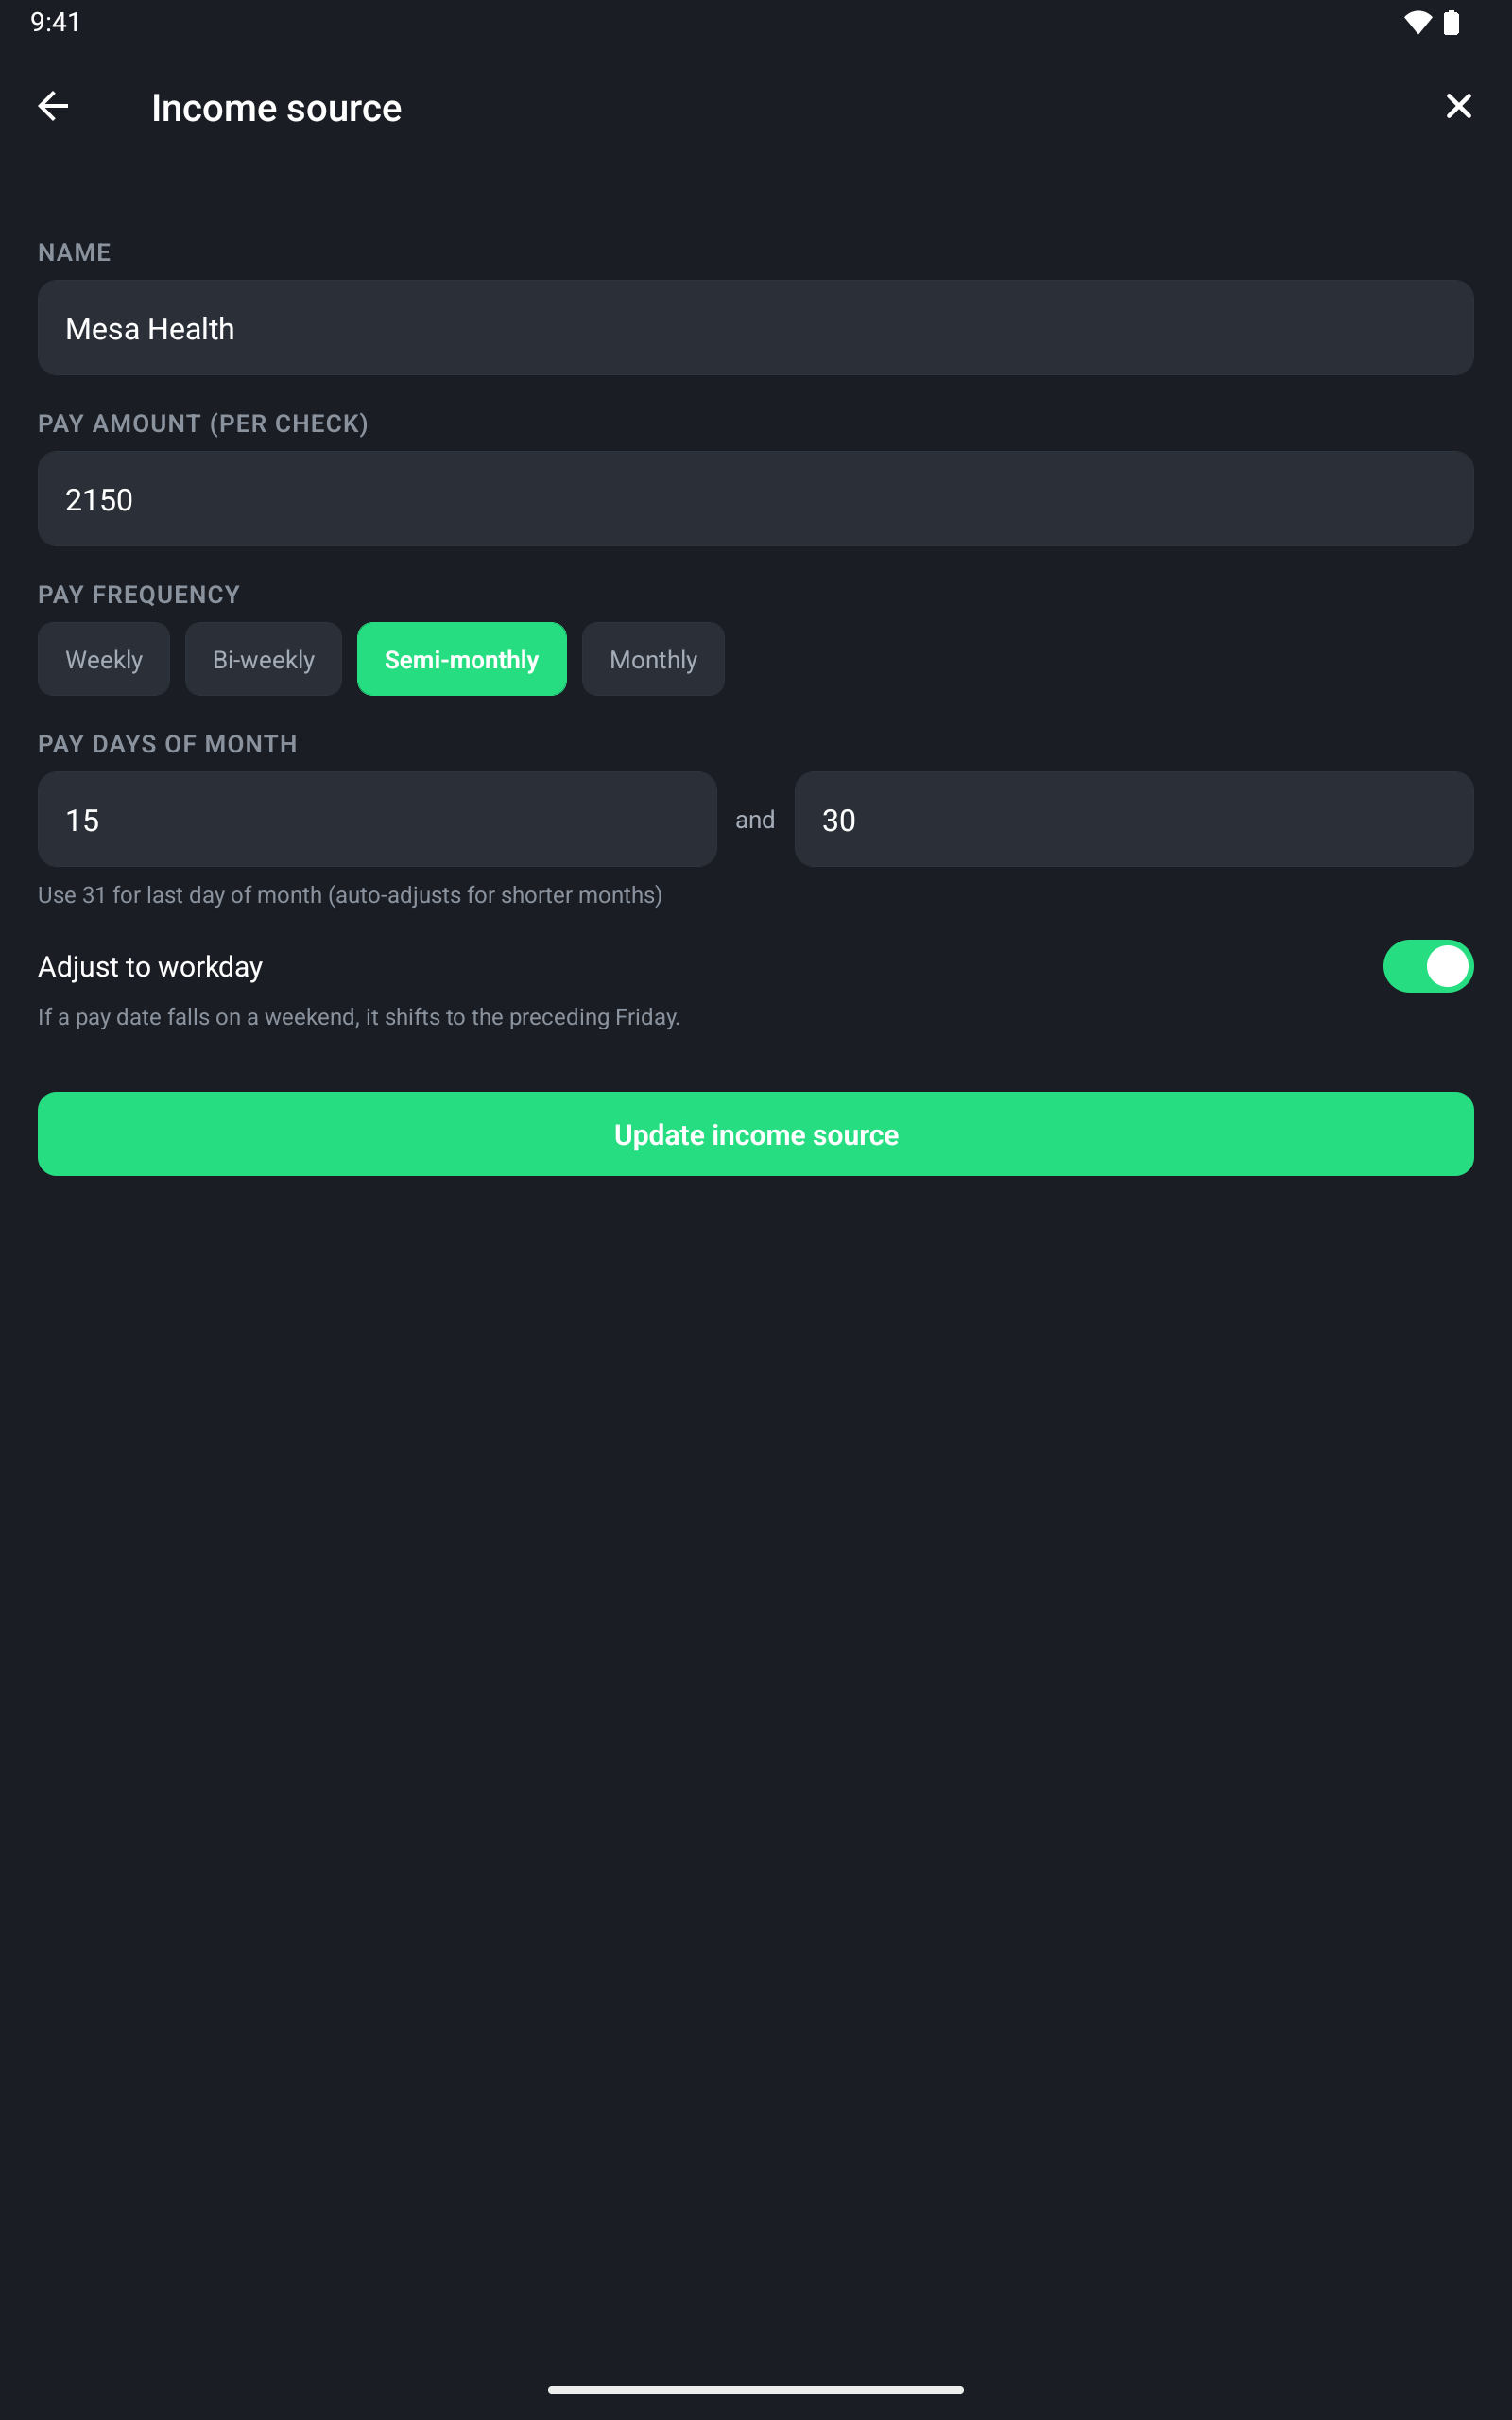 9:41
Income source
NAME
Mesa Health
PAY AMOUNT (PER CHECK)
2150
PAY FREQUENCY
Weekly Bi-weekly Semi-monthly Monthly
PAY DAYS OF MONTH
15 and 30
Use 31 for last day of month (auto-adjusts for shorter months)
Adjust to workday
If a pay date falls on a weekend, it shifts to the preceding Friday.
Update income source